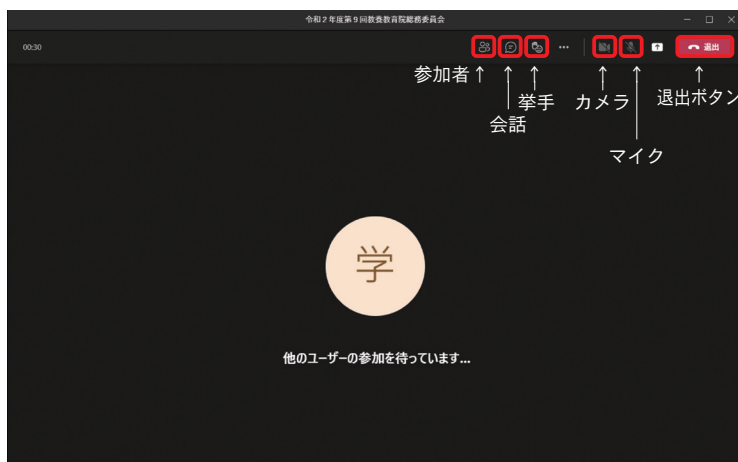 令和2年度第9回教養教育院総務委員会
00:30
退出
参加者↑
会話
挙手
カメラ
マイク
退出ボタン
学
他のユーザーの参加を待っています...